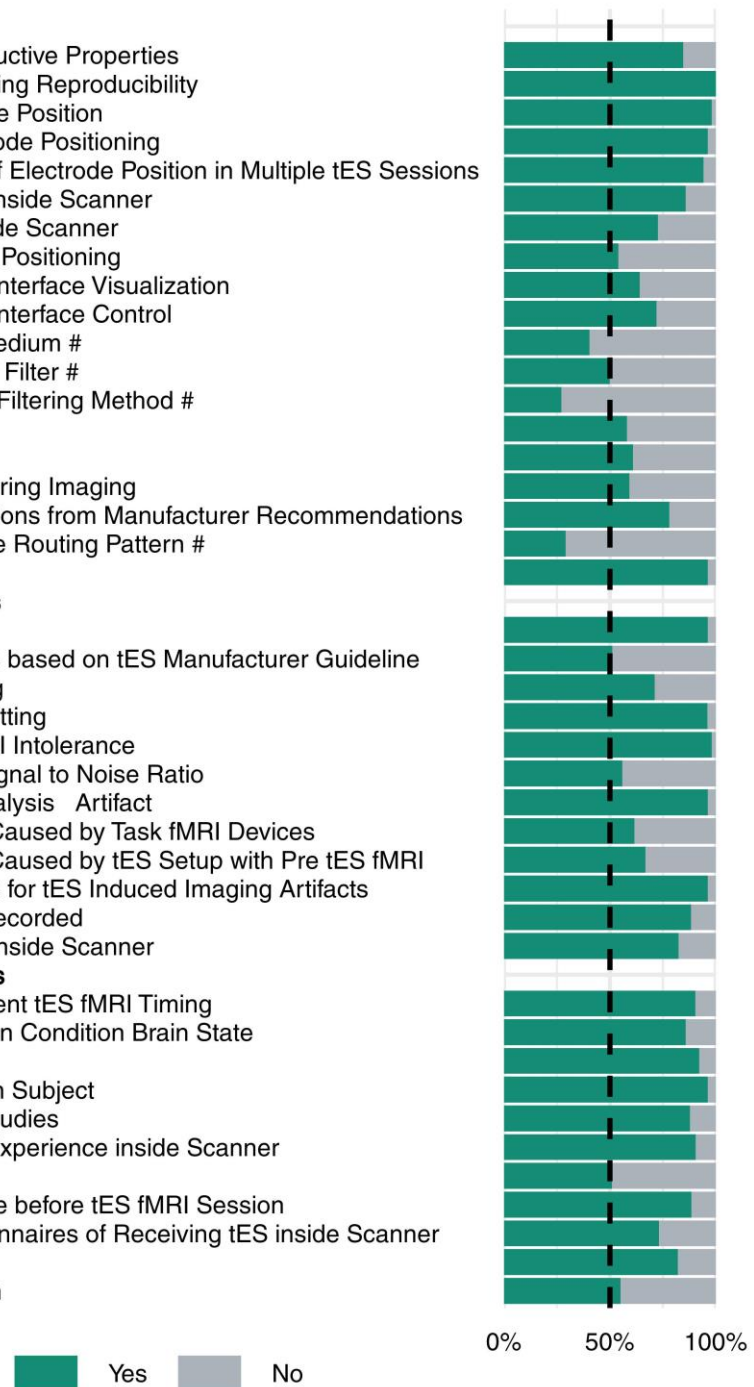 uctive Properties
ing Reproducibility
e Position
ode Positioning
f Electrode Position in Multiple tES Sessions
nside Scanner
de Scanner
Positioning
nterface Visualization
nterface Control
edium #
Filter #
Filtering Method #
ring Imaging
ons from Manufacturer Recommendations
e Routing Pattern #
s
based on tES Manufacturer Guideline
g
tting
I Intolerance
gnal to Noise Ratio
alysis Artifact
Caused by Task fMRI Devices
Caused by tES Setup with Pre tES fMRI
for tES Induced Imaging Artifacts
ecorded
nside Scanner
s
ent tES fMRI Timing
n Condition Brain State
n Subject
udies
xperience inside Scanner
e before tES fMRI Session
nnaires of Receiving tES inside Scanner
n
0% 50% 100%
Yes No